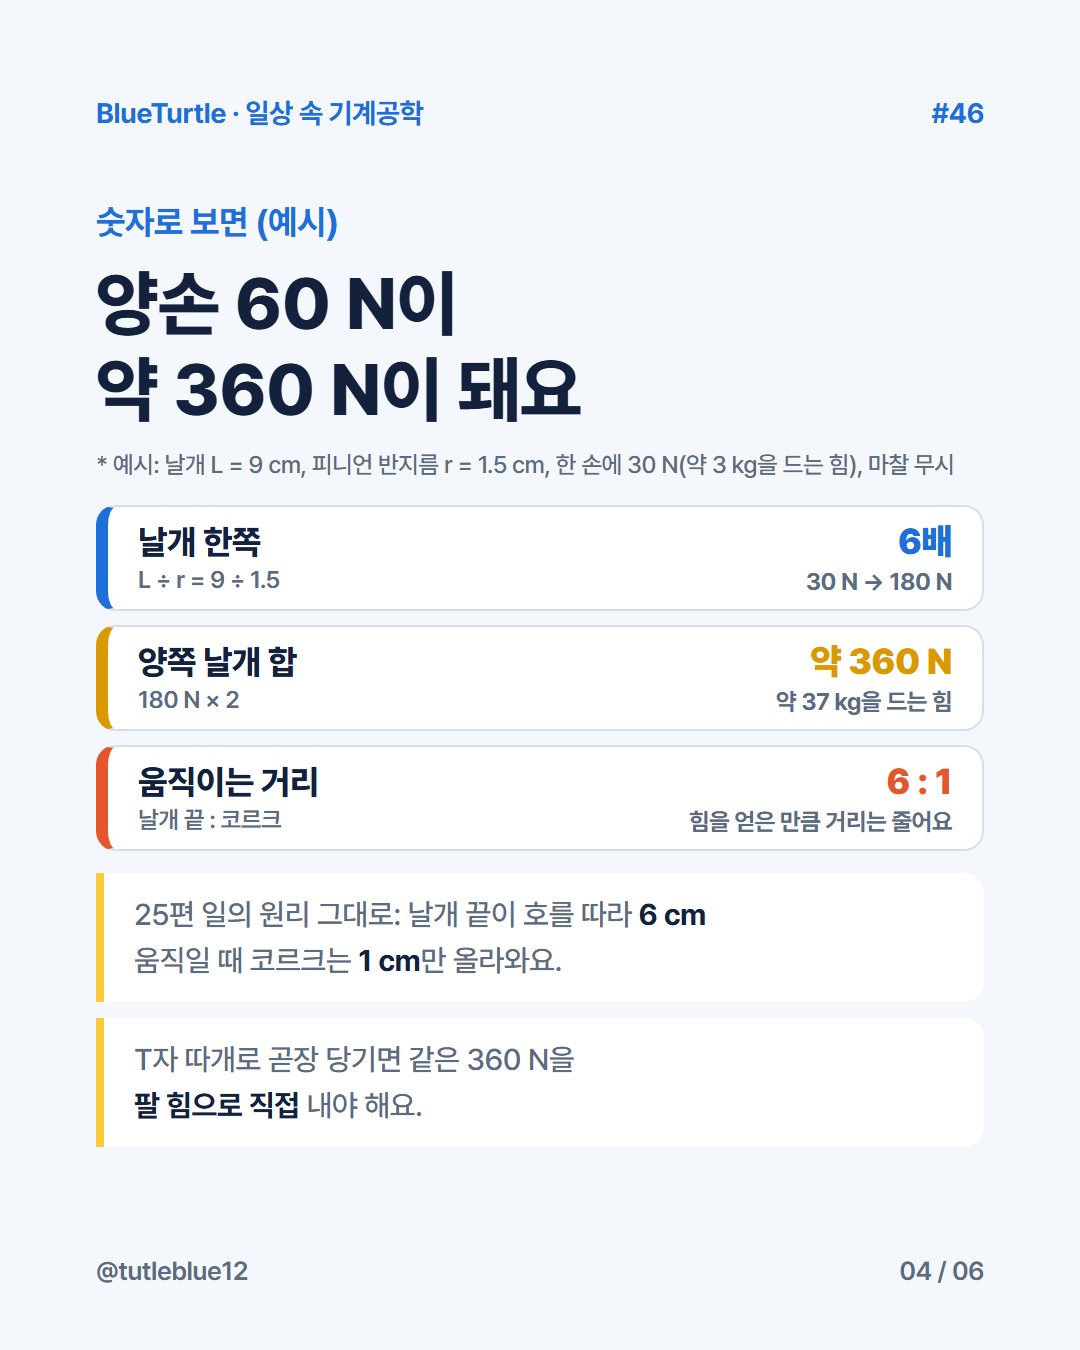 BlueTurtle · 일상 속 기계공학
#46
숫자로 보면 (예시)
양손 60 N이
약 360 N이 돼요
* 예시: 날개 L = 9 cm, 피니언 반지름 r = 1.5 cm, 한 손에 30 N(약 3 kg을 드는 힘), 마찰 무시
날개 한쪽
6배
L ÷ r = 9 ÷ 1.5
30 N → 180 N
양쪽 날개 합
약 360 N
180 N × 2
약 37 kg을 드는 힘
움직이는 거리
6 : 1
날개 끝 : 코르크
힘을 얻은 만큼 거리는 줄어요
25편 일의 원리 그대로: 날개 끝이 호를 따라 6 cm
움직일 때 코르크는 1 cm만 올라와요.
T자 따개로 곧장 당기면 같은 360 N을
팔 힘으로 직접 내야 해요.
@tutleblue12
04 / 06